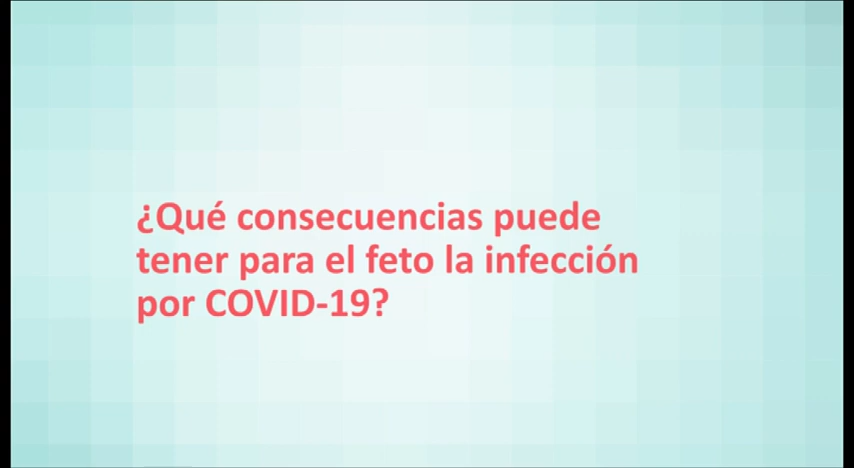 ¿Qué consecuencias puede
tener para el feto la infección
por COVID-19?